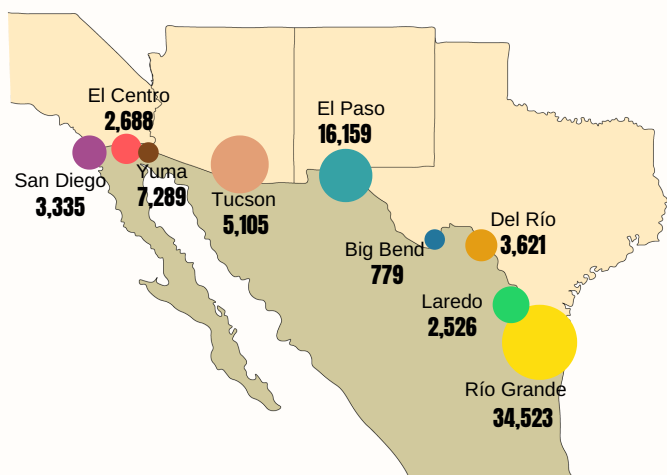 El Centro
2,688
San Diego
3,335
Yuma
7,289
Tucson
5,105
El Paso
16,159
Big Bend
779
Del Río
3,621
Laredo
2,526
Río Grande
34,523